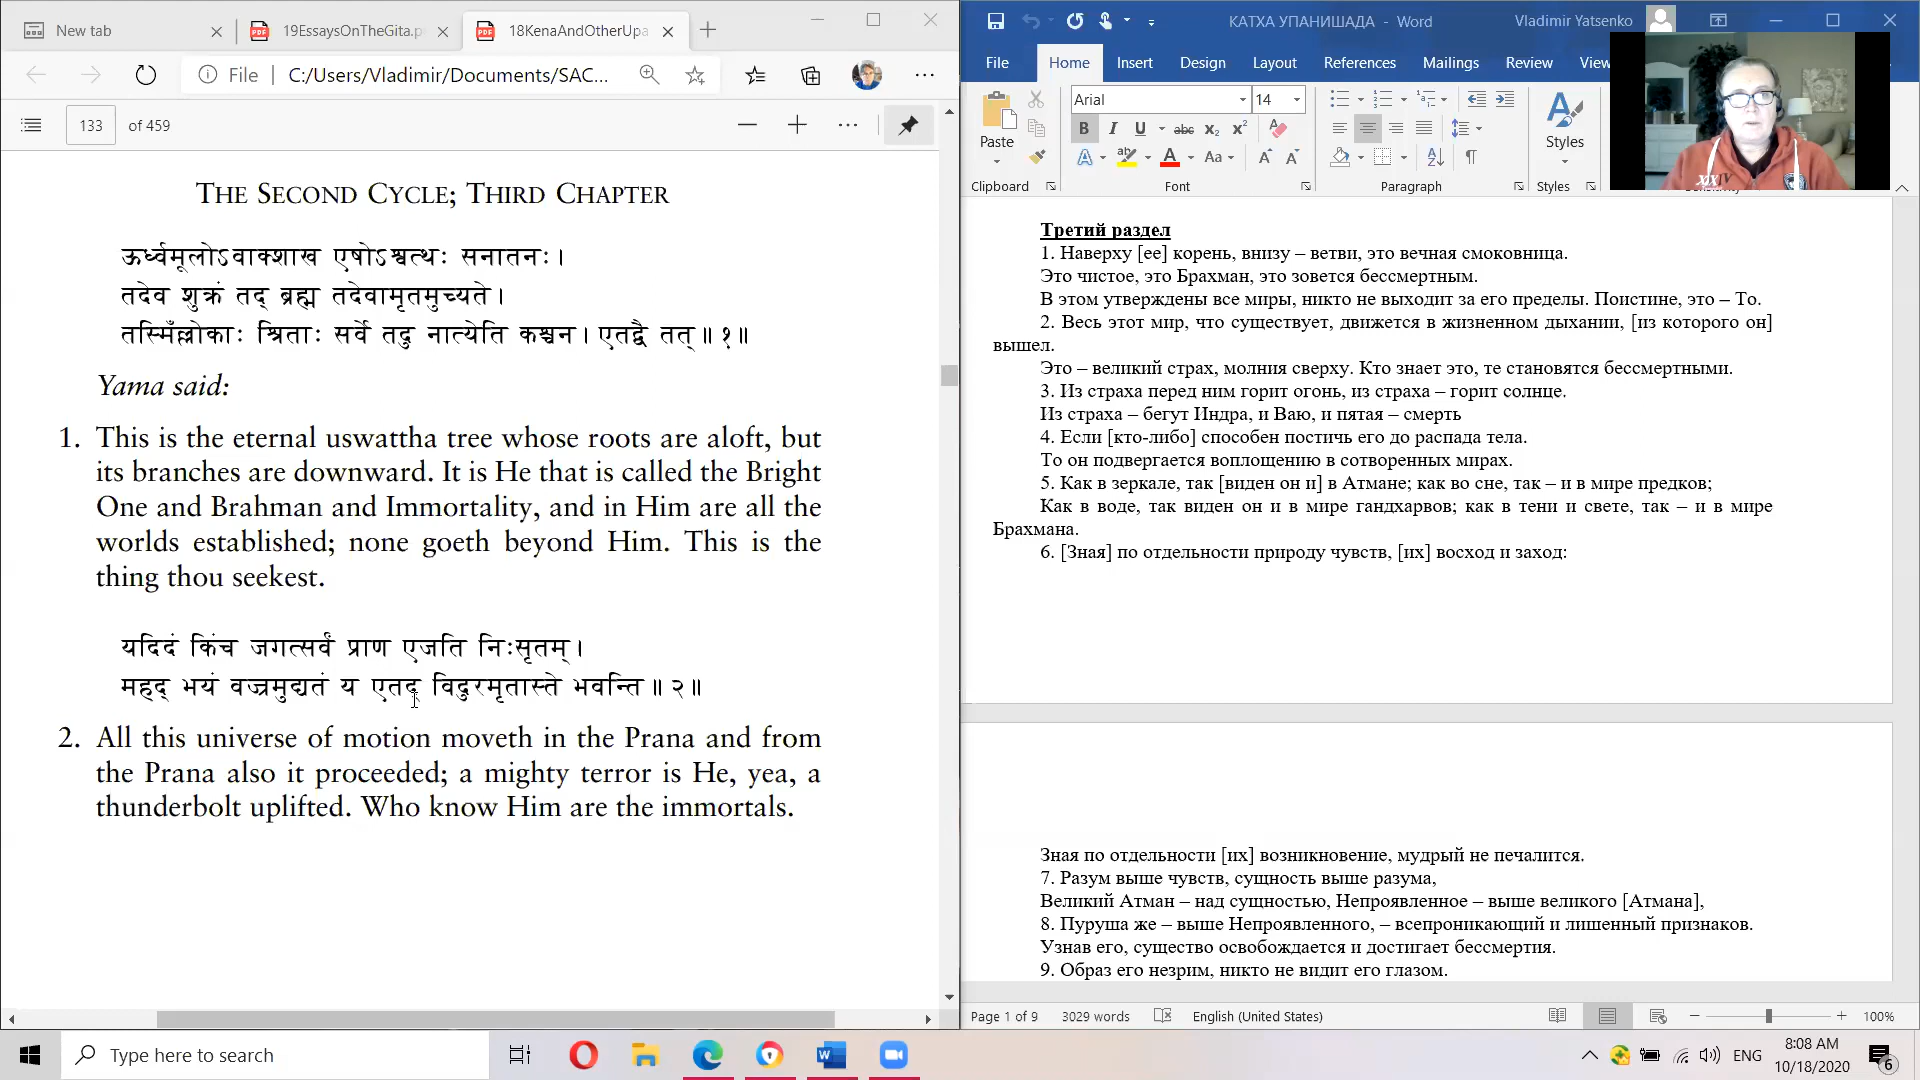 New tab
19EssaysOnTheGita.p
18KenaAndOtherUpa
File
C:/Users/Vladimir/Documents/SAC...
133 of 459
THE SECOND CYCLE; THIRD CHAPTER
ऊर्ध्वमूलोऽवाक्शाख एषोऽश्वत्थः सनातनः।
तदेव शुक्रं तद् ब्रह्म तदेवामृतमुच्यते।
तस्मिँल्लोकाः श्रिताः सर्वे तदु नात्येति कश्चन। एतद्वै तत्॥१॥
Yama said:
1. This is the eternal uswattha tree whose roots are aloft, but
its branches are downward. It is He that is called the Bright
One and Brahman and Immortality, and in Him are all the
worlds established; none goeth beyond Him. This is the
thing thou seekest.
यदिदं किंच जगत्सर्वं प्राण एजति निःसृतम्।
महद् भयं वज्रमुद्यतं य एतद् विदुरमृतास्ते भवन्ति॥२॥
2. All this universe of motion moveth in the Prana and from
the Prana also it proceeded; a mighty terror is He, yea, a
thunderbolt uplifted. Who know Him are the immortals.
КАТХА УПАНИШАДА - Word
Vladimir Yatsenko
File Home Insert Design Layout References Mailings Review View
Arial 14
Paste
B I U abc X₂ X² Aa
Styles
Clipboard Font Paragraph Styles
Третий раздел
1. Наверху [ее] корень, внизу – ветви, это вечная смоковница.
Это чистое, это Брахман, это зовется бессмертным.
В этом утверждены все миры, никто не выходит за его пределы. Поистине, это – То.
2. Весь этот мир, что существует, движется в жизненном дыхании, [из которого он]
вышел.
Это – великий страх, молния сверху. Кто знает это, те становятся бессмертными.
3. Из страха перед ним горит огонь, из страха – горит солнце.
Из страха – бегут Индра, и Ваю, и пятая – смерть
4. Если [кто-либо] способен постичь его до распада тела.
То он подвергается воплощению в сотворенных мирах.
5. Как в зеркале, так [виден он и] в Атмане; как во сне, так – и в мире предков;
Как в воде, так виден он и в мире гандхарвов; как в тени и свете, так – и в мире
Брахмана.
6. [Зная] по отдельности природу чувств, [их] восход и заход:
Зная по отдельности [их] возникновение, мудрый не печалится.
7. Разум выше чувств, сущность выше разума,
Великий Атман – над сущностью, Непроявленное – выше великого [Атмана],
8. Пуруша же – выше Непроявленного, – всепроникающий и лишенный признаков.
Узнав его, существо освобождается и достигает бессмертия.
9. Образ его незрим, никто не видит его глазом.
Page 1 of 9 3029 words English (United States) 100%
Type here to search
ENG
8:08 AM
10/18/2020
6